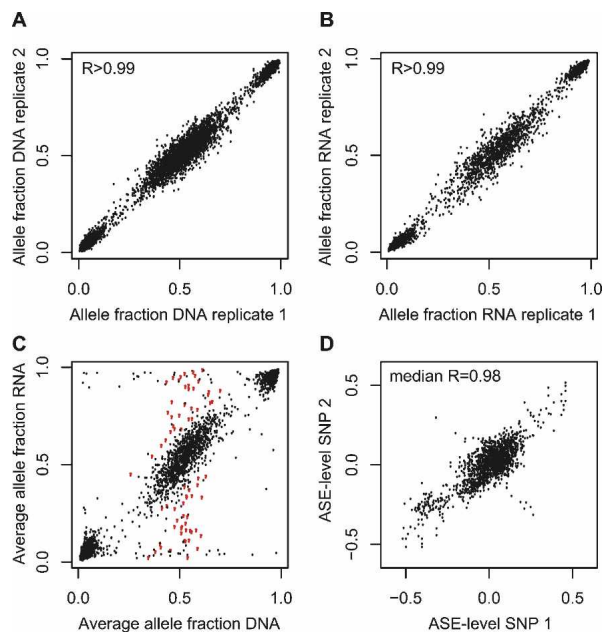 A
R>0.99
Allele fraction DNA replicate 2
1.0
0.5
0.0
0.0 0.5 1.0
Allele fraction DNA replicate 1
B
R>0.99
Allele fraction RNA replicate 2
1.0
0.5
0.0
0.0 0.5 1.0
Allele fraction RNA replicate 1
C
Average allele fraction RNA
1.0
0.5
0.0
0.0 0.5 1.0
Average allele fraction DNA
D
median R=0.98
ASE-level SNP 2
0.5
0.0
−0.5
−0.5 0.0 0.5
ASE-level SNP 1